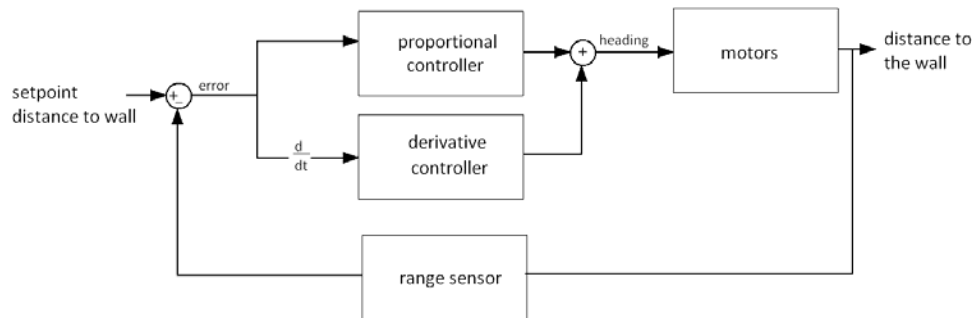 proportional
controller
heading
motors
distance to
the wall
setpoint
distance to wall
+
−
error
+
d
dt
derivative
controller
range sensor